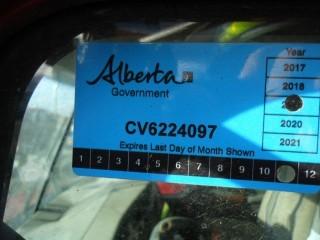 Year
Alberta
Government
2017
2018
2020
2021
CV6224097
Expires Last Day of Month Shown
1 2 3 4 5 6 7 8 9 10 12